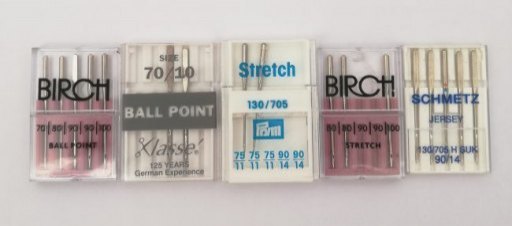 BIRCH
70 80 90 90 100
BALL POINT
SIZE
70/10
BALL POINT
Klassé
125 YEARS
German Experience
Stretch
130/705
Prym
75 75 75 90 90
11 11 11 14 14
BIRCH
80 80 90 90 100
STRETCH
SCHMETZ
JERSEY
130/705 H SUK
90/14